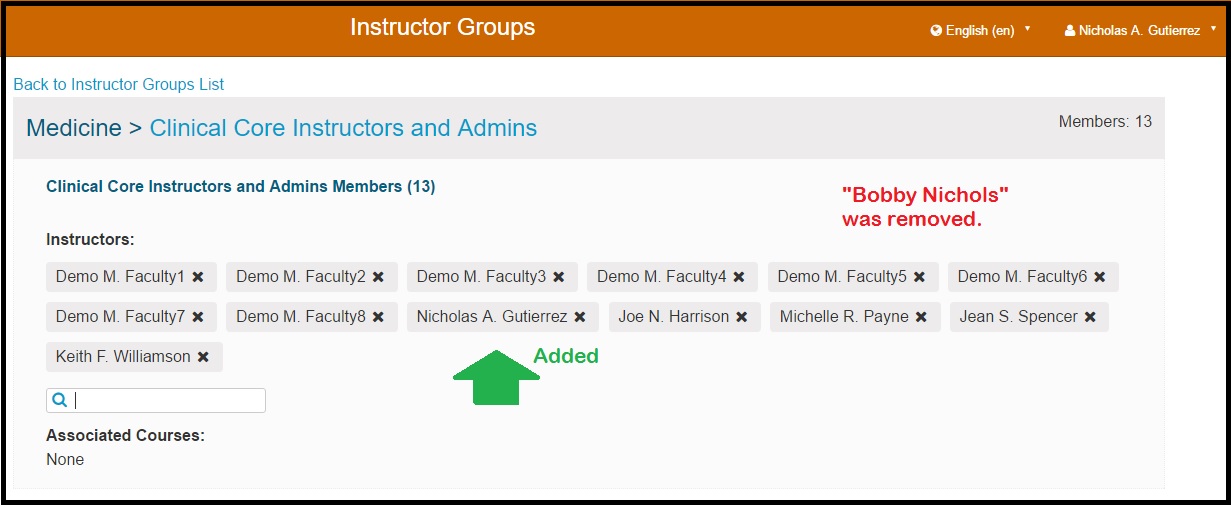 Instructor Groups
English (en)
Nicholas A. Gutierrez
Back to Instructor Groups List
Medicine > Clinical Core Instructors and Admins
Members: 13
Clinical Core Instructors and Admins Members (13)
"Bobby Nichols"
was removed.
Instructors:
Demo M. Faculty1 ✖ Demo M. Faculty2 ✖ Demo M. Faculty3 ✖ Demo M. Faculty4 ✖ Demo M. Faculty5 ✖ Demo M. Faculty6 ✖
Demo M. Faculty7 ✖ Demo M. Faculty8 ✖ Nicholas A. Gutierrez ✖ Joe N. Harrison ✖ Michelle R. Payne ✖ Jean S. Spencer ✖
Keith F. Williamson ✖
Added
Associated Courses:
None